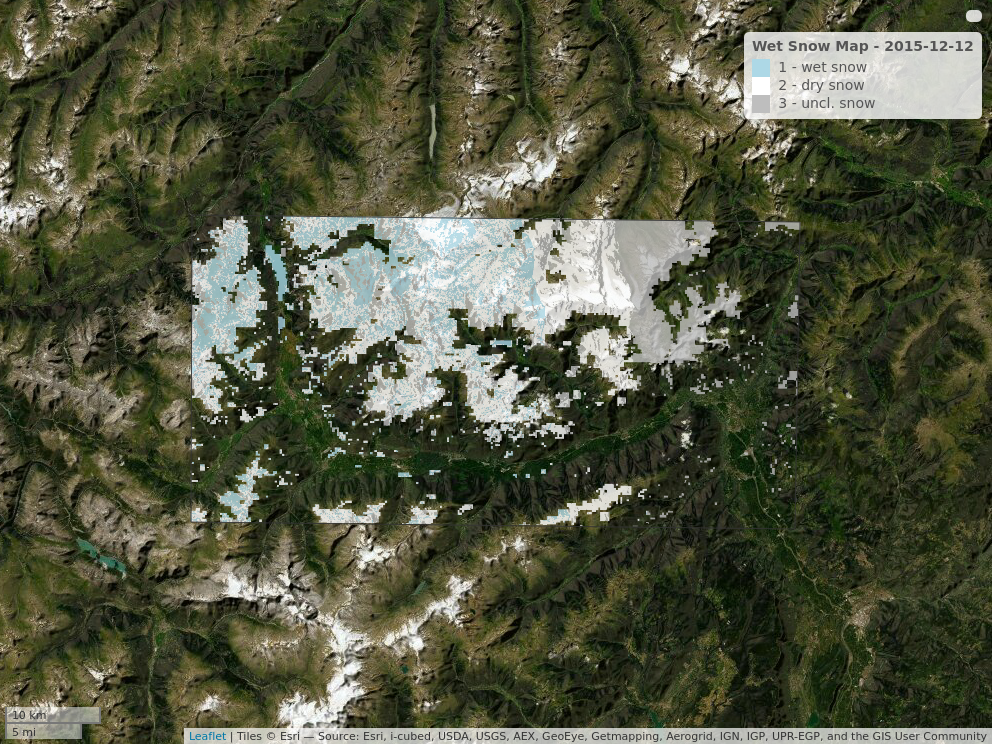 Wet Snow Map - 2015-12-12
1 - wet snow
2 - dry snow
3 - uncl. snow
10 km
5 mi
Leaflet | Tiles © Esri — Source: Esri, i-cubed, USDA, USGS, AEX, GeoEye, Getmapping, Aerogrid, IGN, IGP, UPR-EGP, and the GIS User Community